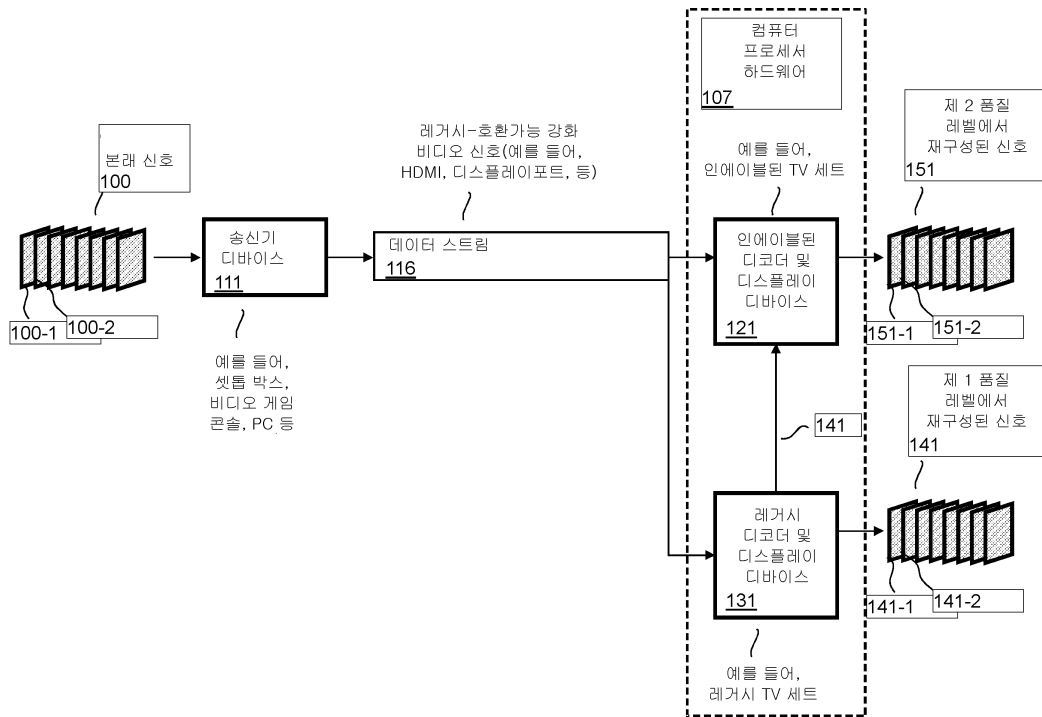 컴퓨터
프로세서
하드웨어
107
본래 신호
100
100-1
100-2
송신기
디바이스
111
예를 들어,
셋톱 박스,
비디오 게임
콘솔, PC 등
레거시-호환가능 강화
비디오 신호(예를 들어,
HDMI, 디스플레이포트, 등)
데이터 스트림
116
예를 들어,
인에이블된 TV 세트
인에이블된
디코더 및
디스플레이
디바이스
121
제 2 품질
레벨에서
재구성된 신호
151
151-1
151-2
141
제 1 품질
레벨에서
재구성된 신호
141
141-1
141-2
레거시
디코더 및
디스플레이
디바이스
131
예를 들어,
레거시 TV 세트